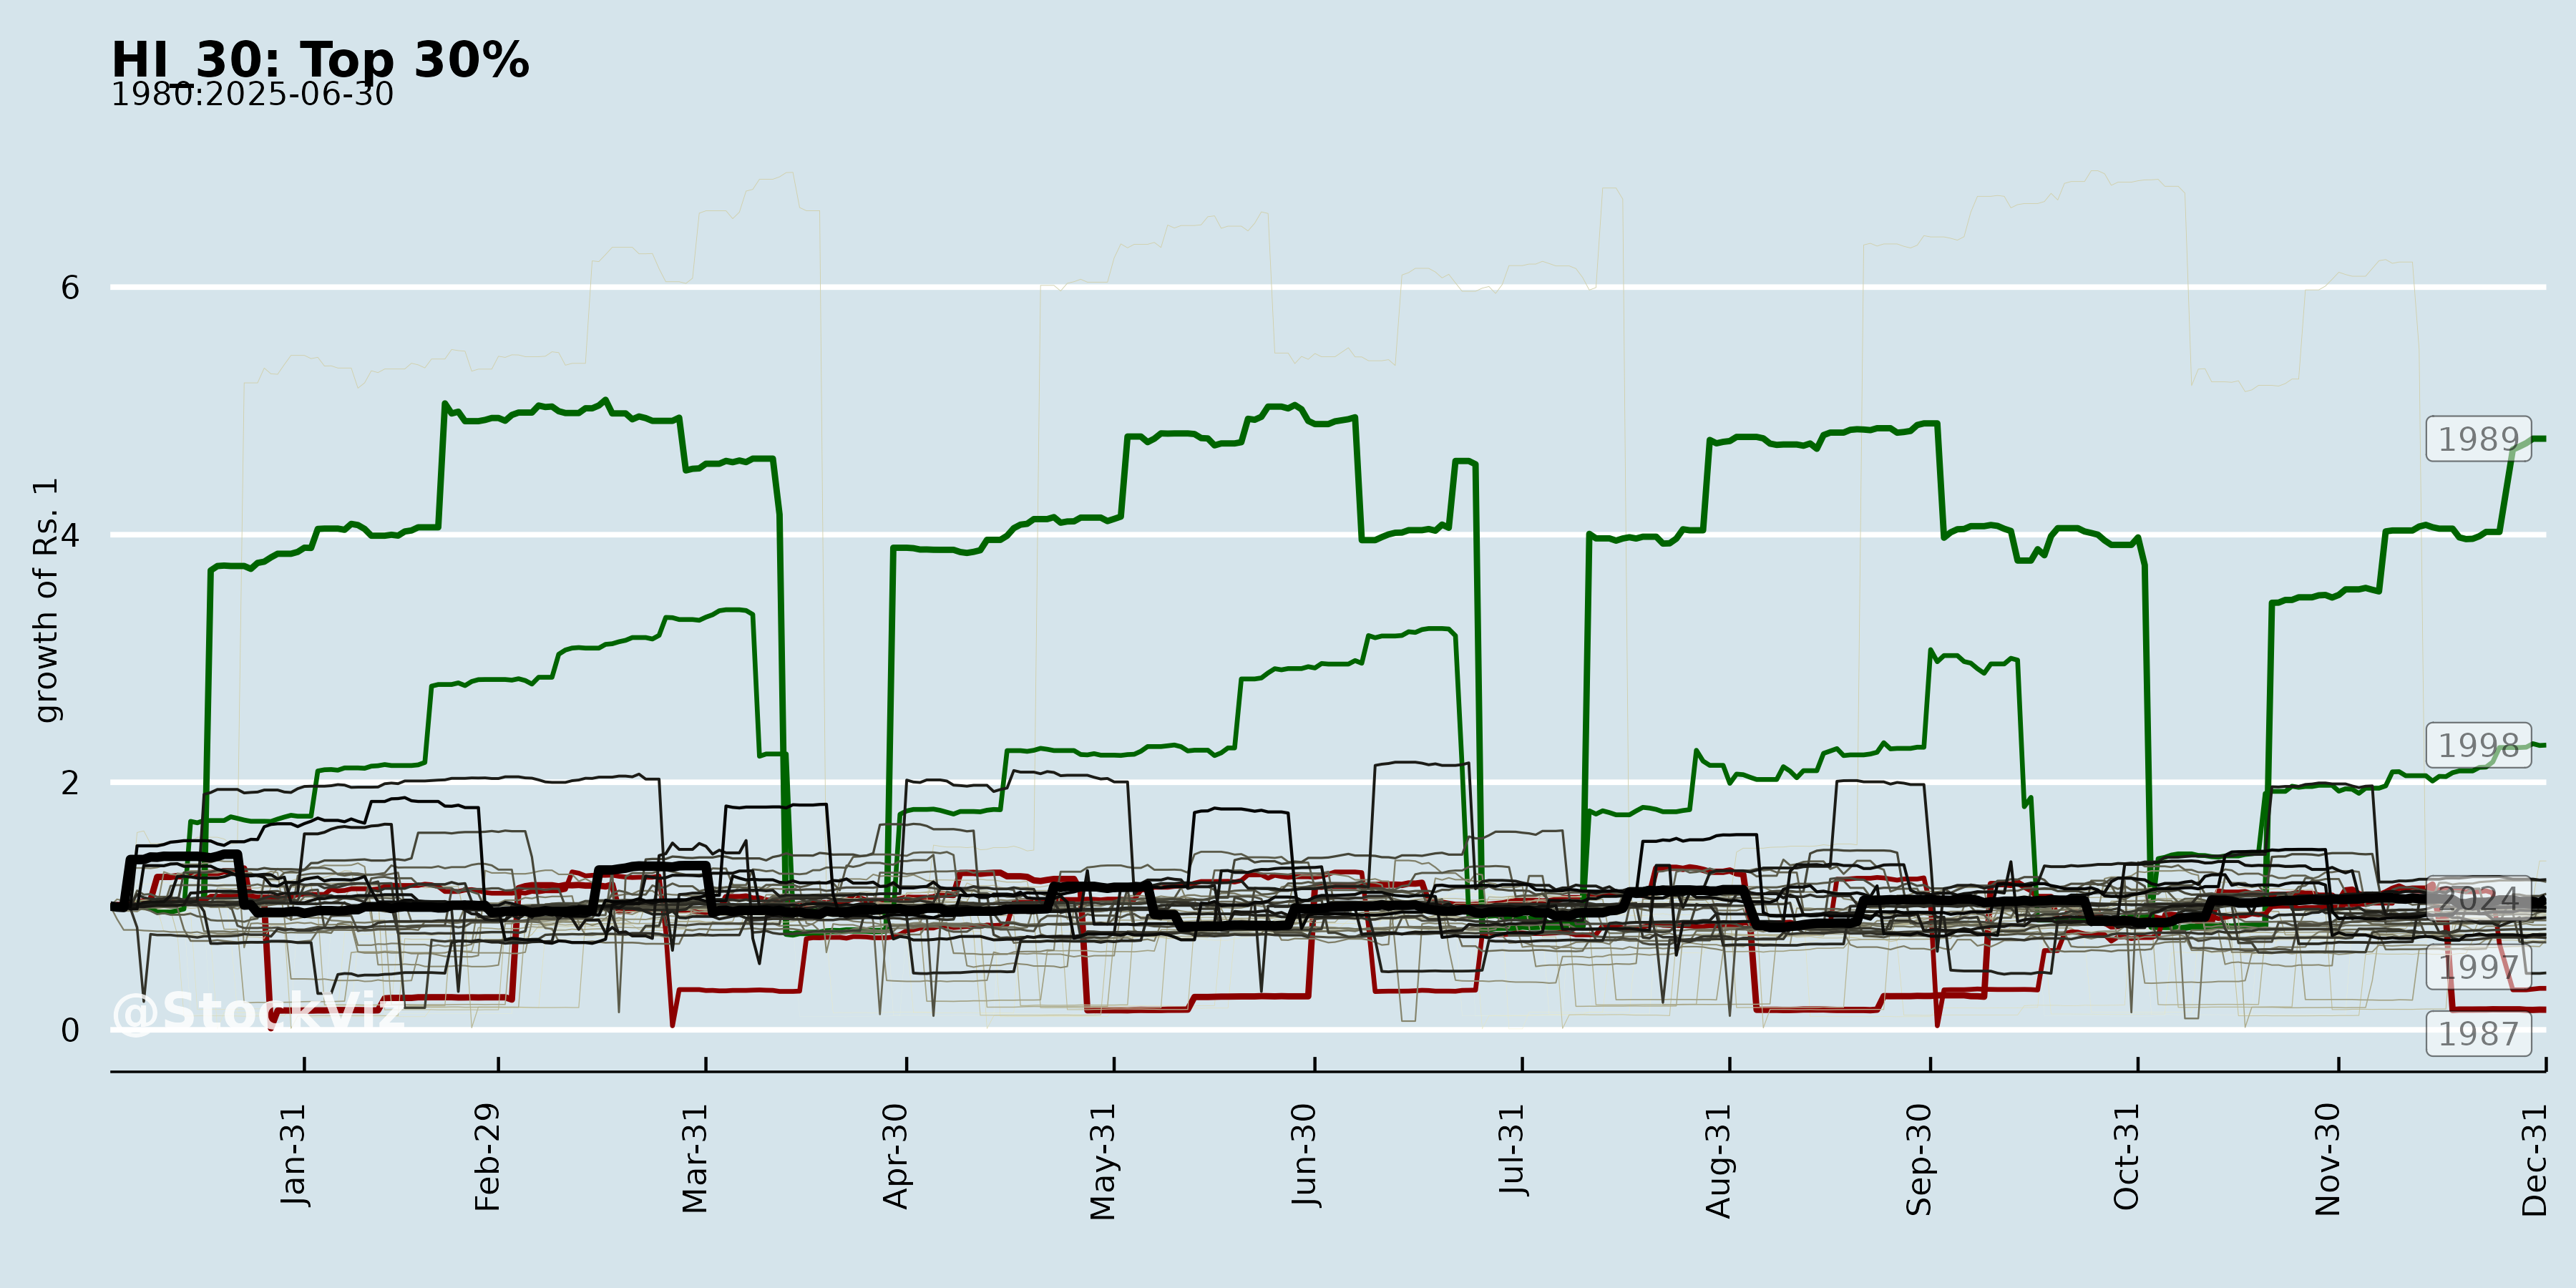 HI_30: Top 30%
1980:2025-06-30
growth of Rs. 1
6
4
2
0
1989
1998
2024
1997
1987
@StockViz
Jan-31
Feb-29
Mar-31
Apr-30
May-31
Jun-30
Jul-31
Aug-31
Sep-30
Oct-31
Nov-30
Dec-31